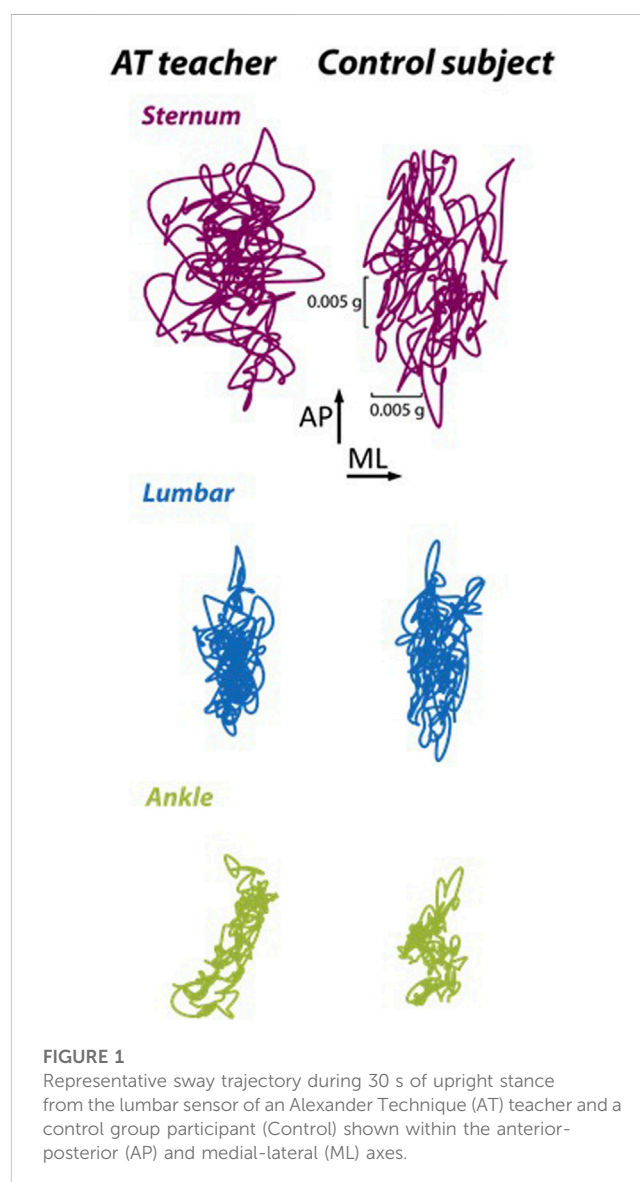 AT teacher Control subject
Sternum
0.005 g
0.005 g
AP
ML
Lumbar
Ankle
FIGURE 1
Representative sway trajectory during 30 s of upright stance
from the lumbar sensor of an Alexander Technique (AT) teacher and a
control group participant (Control) shown within the anterior-
posterior (AP) and medial-lateral (ML) axes.